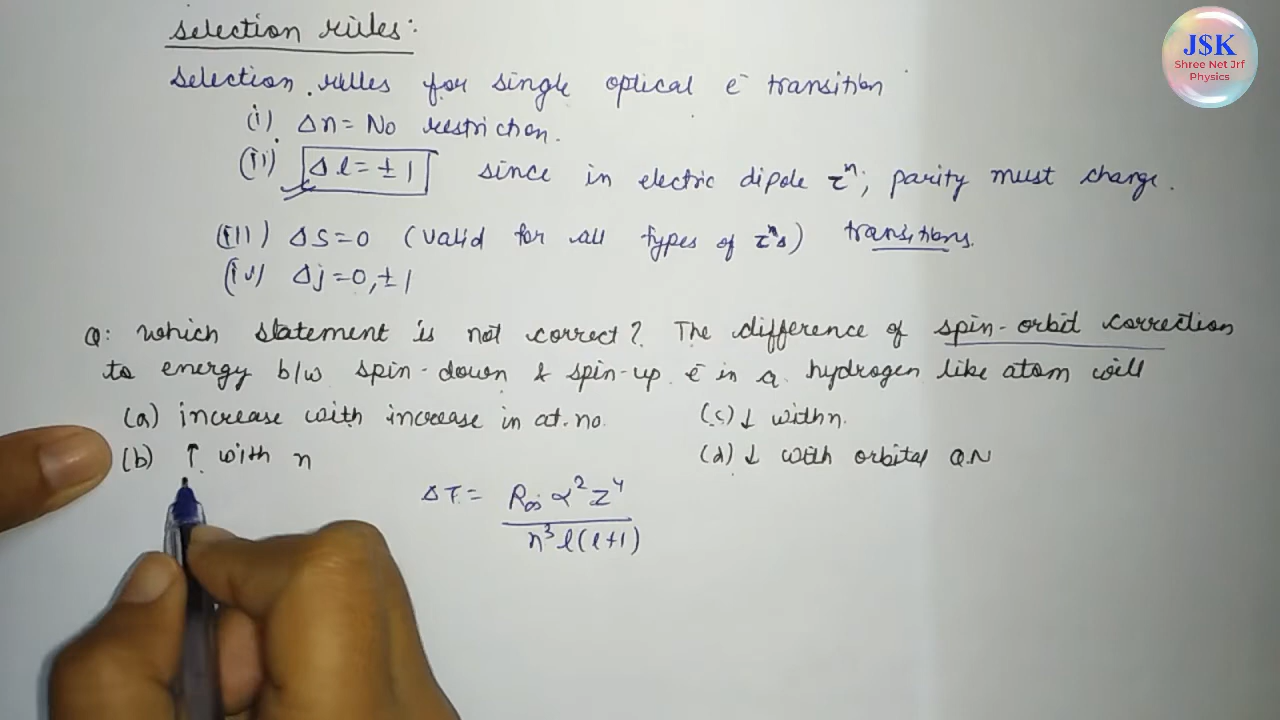 selection rules:
selection rules for single optical e⁻ transition
(i) Δn = No restriction.
(ii) Δl = ±1 since in electric dipole τⁿ; parity must change.
(iii) Δs=0 (valid for all types of τⁿs) transitions.
(iv) Δj=0,±1
Q: which statement is not correct? The difference of spin-orbit correction
to energy b/w spin-down & spin-up e⁻ in a hydrogen like atom will
(a) increase with increase in at. no.
(c) ↓ with n.
(b) ↑ with n
(d) ↓ with orbital Q.N
ΔT = R∞ α² Z⁴
n³ l(l+1)
J$K
Shree Net Jrf
Physics